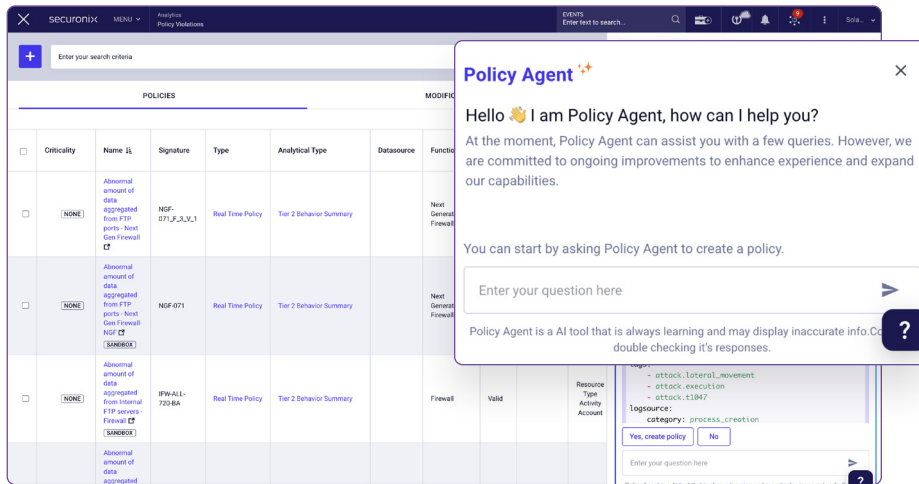 securonix
MENU
Analytics
Policy Violations
EVENTS
Enter text to search...
9
Sola...
+
Enter your search criteria
POLICIES
MODIFIC
Criticality
Name
Signature
Type
Analytical Type
Datasource
Functio
NONE
Abnormal
amount of
data
aggregated
from FTP
ports - Next
Gen Firewall
NGF-
071_F_3_V_1
Real Time Policy
Tier 2 Behavior Summary
Next
Generat
Firewall
NONE
Abnormal
amount of
data
aggregated
from FTP
ports - Next
Gen Firewall-
NGF
SANDBOX
NGF-071
Real Time Policy
Tier 2 Behavior Summary
Next
Generat
Firewall
NONE
Abnormal
amount of
data
aggregated
from Internal
FTP servers -
Firewall
SANDBOX
IFW-ALL-
720-BA
Real Time Policy
Tier 2 Behavior Summary
Firewall
Valid
Resource
Type
Activity
Account
Abnormal
amount of
data
aggregated
Policy Agent
Hello 👋 I am Policy Agent, how can I help you?
At the moment, Policy Agent can assist you with a few queries. However, we
are committed to ongoing improvements to enhance experience and expand
our capabilities.
You can start by asking Policy Agent to create a policy.
Enter your question here
Policy Agent is a AI tool that is always learning and may display inaccurate info.Co
double checking it's responses.
?
- attack.loteral_movement
- attack.execution
- attack.t1047
logsource:
category: process_creation
Yes, create policy
No
Enter your question here
?